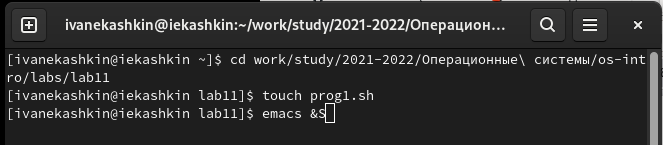 ivanekashkin@iekashkin:~/work/study/2021-2022/Операцион...
[ivanekashkin@iekashkin ~]$ cd work/study/2021-2022/Операционные\ системы/os-int
ro/labs/lab11
[ivanekashkin@iekashkin lab11]$ touch prog1.sh
[ivanekashkin@iekashkin lab11]$ emacs &S